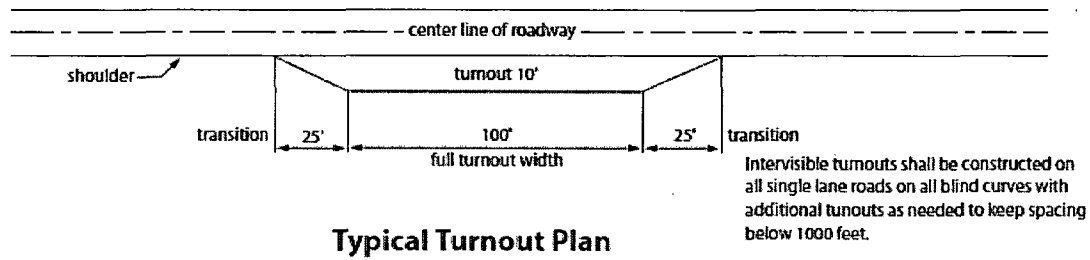 center line of roadway
shoulder
turnout 10'
transition 25' 100' 25' transition
full turnout width
Intervisible turnouts shall be constructed on
all single lane roads on all blind curves with
additional tunouts as needed to keep spacing
below 1000 feet.
Typical Turnout Plan